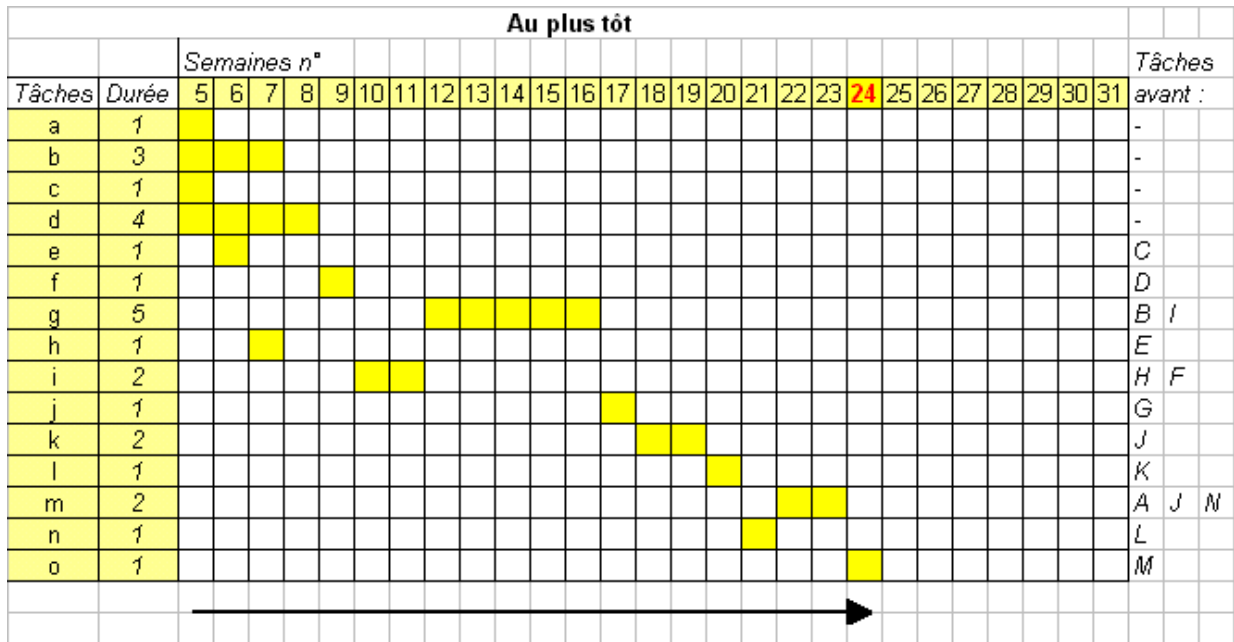 Au plus tôt
Semaines n° Tâches
Tâches Durée 5 6 7 8 9 10 11 12 13 14 15 16 17 18 19 20 21 22 23 24 25 26 27 28 29 30 31 avant :
a 1 -
b 3 -
c 1 -
d 4 -
e 1 C
f 1 D
g 5 B I
h 1 E
i 2 H F
j 1 G
k 2 J
l 1 K
m 2 A J N
n 1 L
o 1 M